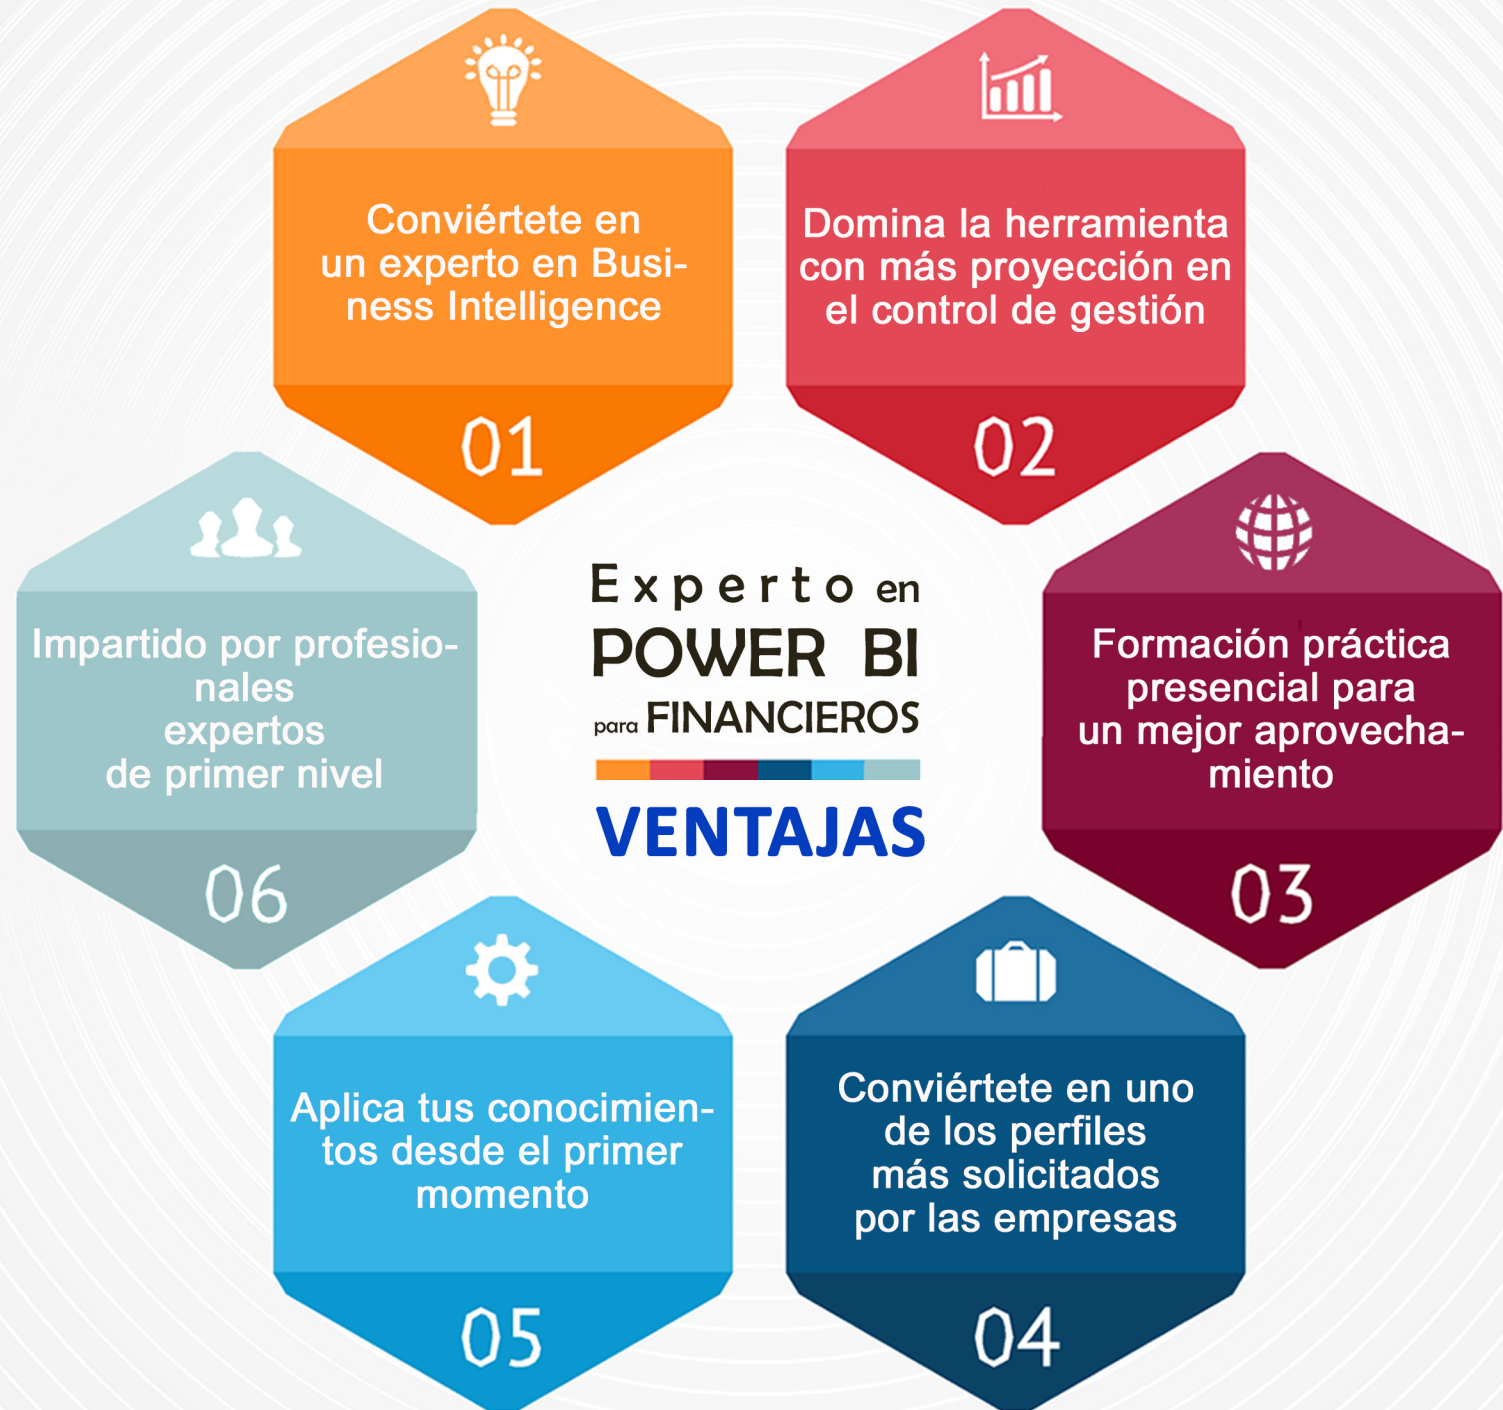 Conviértete en
un experto en Busi-
ness Intelligence
01
Domina la herramienta
con más proyección en
el control de gestión
02
Formación práctica
presencial para
un mejor aprovecha-
miento
03
Conviértete en uno
de los perfiles
más solicitados
por las empresas
04
Aplica tus conocimien-
tos desde el primer
momento
05
Impartido por profesio-
nales
expertos
de primer nivel
06
Experto en
POWER BI
para FINANCIEROS
VENTAJAS